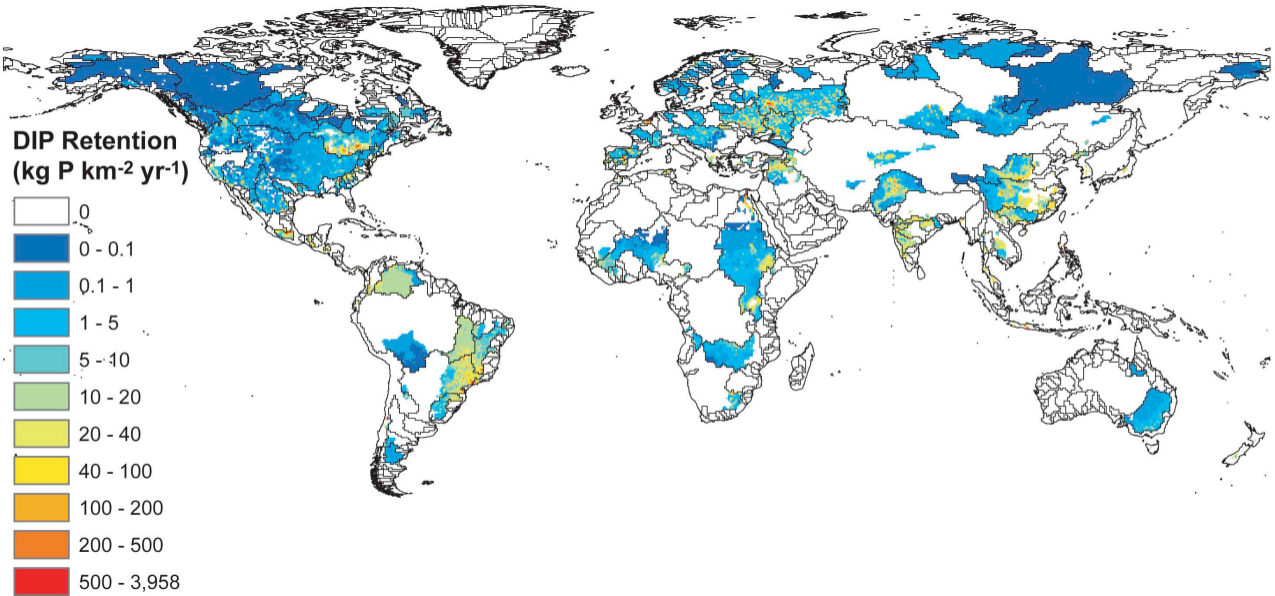 DIP Retention
(kg P km-2 yr-1)
0
0 - 0.1
0.1 - 1
1 - 5
5 - 10
10 - 20
20 - 40
40 - 100
100 - 200
200 - 500
500 - 3,958